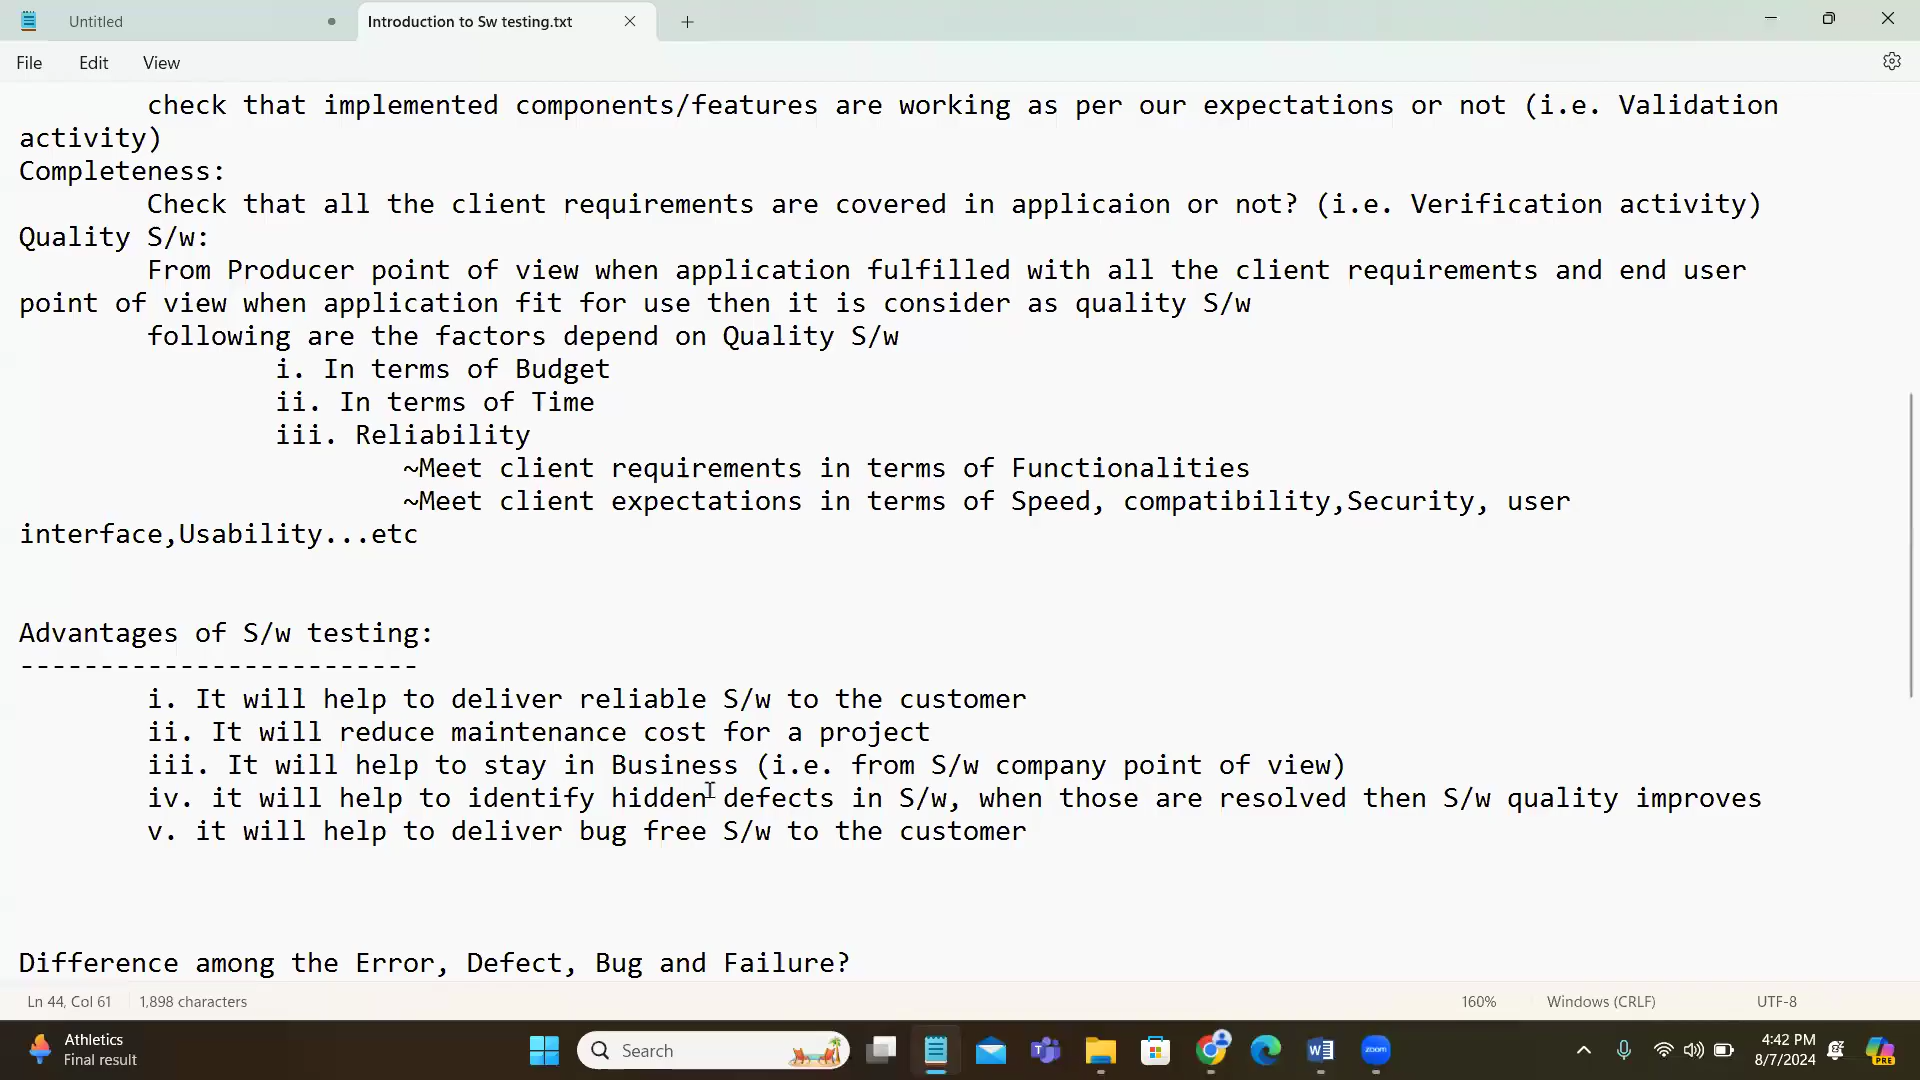 Untitled
Introduction to Sw testing.txt
File Edit View
check that implemented components/features are working as per our expectations or not (i.e. Validation
activity)
Completeness:
Check that all the client requirements are covered in applicaion or not? (i.e. Verification activity)
Quality S/w:
From Producer point of view when application fulfilled with all the client requirements and end user
point of view when application fit for use then it is consider as quality S/w
following are the factors depend on Quality S/w
i. In terms of Budget
ii. In terms of Time
iii. Reliability
~Meet client requirements in terms of Functionalities
~Meet client expectations in terms of Speed, compatibility,Security, user
interface,Usability...etc
Advantages of S/w testing:
-------------------------
i. It will help to deliver reliable S/w to the customer
ii. It will reduce maintenance cost for a project
iii. It will help to stay in Business (i.e. from S/w company point of view)
iv. it will help to identify hidden defects in S/w, when those are resolved then S/w quality improves
v. it will help to deliver bug free S/w to the customer
Difference among the Error, Defect, Bug and Failure?
Ln 44, Col 61 1,898 characters 160% Windows (CRLF) UTF-8
Athletics
Final result
Search
zoom
4:42 PM
8/7/2024
PRE